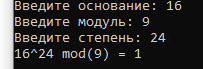 Введите основание: 16
Введите модуль: 9
Введите степень: 24
16^24 mod(9) = 1